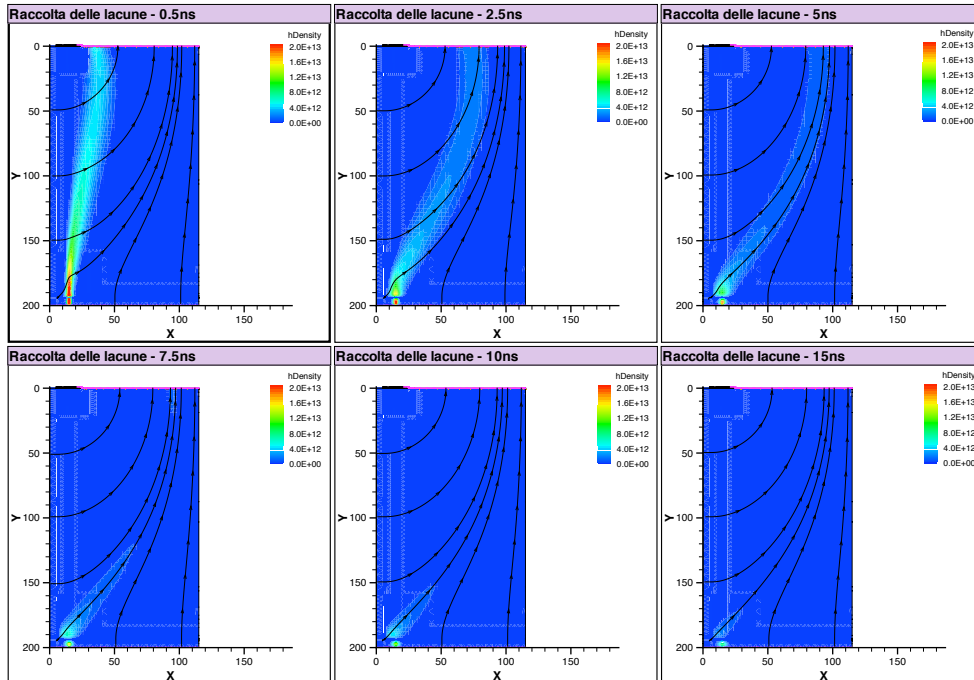 Raccolta delle lacune - 0.5ns
hDensity
2.0E+13
1.6E+13
1.2E+13
8.0E+12
4.0E+12
0.0E+00
Y
0
50
100
150
200
0 50 100 150
X
Raccolta delle lacune - 2.5ns
hDensity
2.0E+13
1.6E+13
1.2E+13
8.0E+12
4.0E+12
0.0E+00
Y
0
50
100
150
200
0 50 100 150
X
Raccolta delle lacune - 5ns
hDensity
2.0E+13
1.6E+13
1.2E+13
8.0E+12
4.0E+12
0.0E+00
Y
0
50
100
150
200
0 50 100 150
X
Raccolta delle lacune - 7.5ns
hDensity
2.0E+13
1.6E+13
1.2E+13
8.0E+12
4.0E+12
0.0E+00
Y
0
50
100
150
200
0 50 100 150
X
Raccolta delle lacune - 10ns
hDensity
2.0E+13
1.6E+13
1.2E+13
8.0E+12
4.0E+12
0.0E+00
Y
0
50
100
150
200
0 50 100 150
X
Raccolta delle lacune - 15ns
hDensity
2.0E+13
1.6E+13
1.2E+13
8.0E+12
4.0E+12
0.0E+00
Y
0
50
100
150
200
0 50 100 150
X